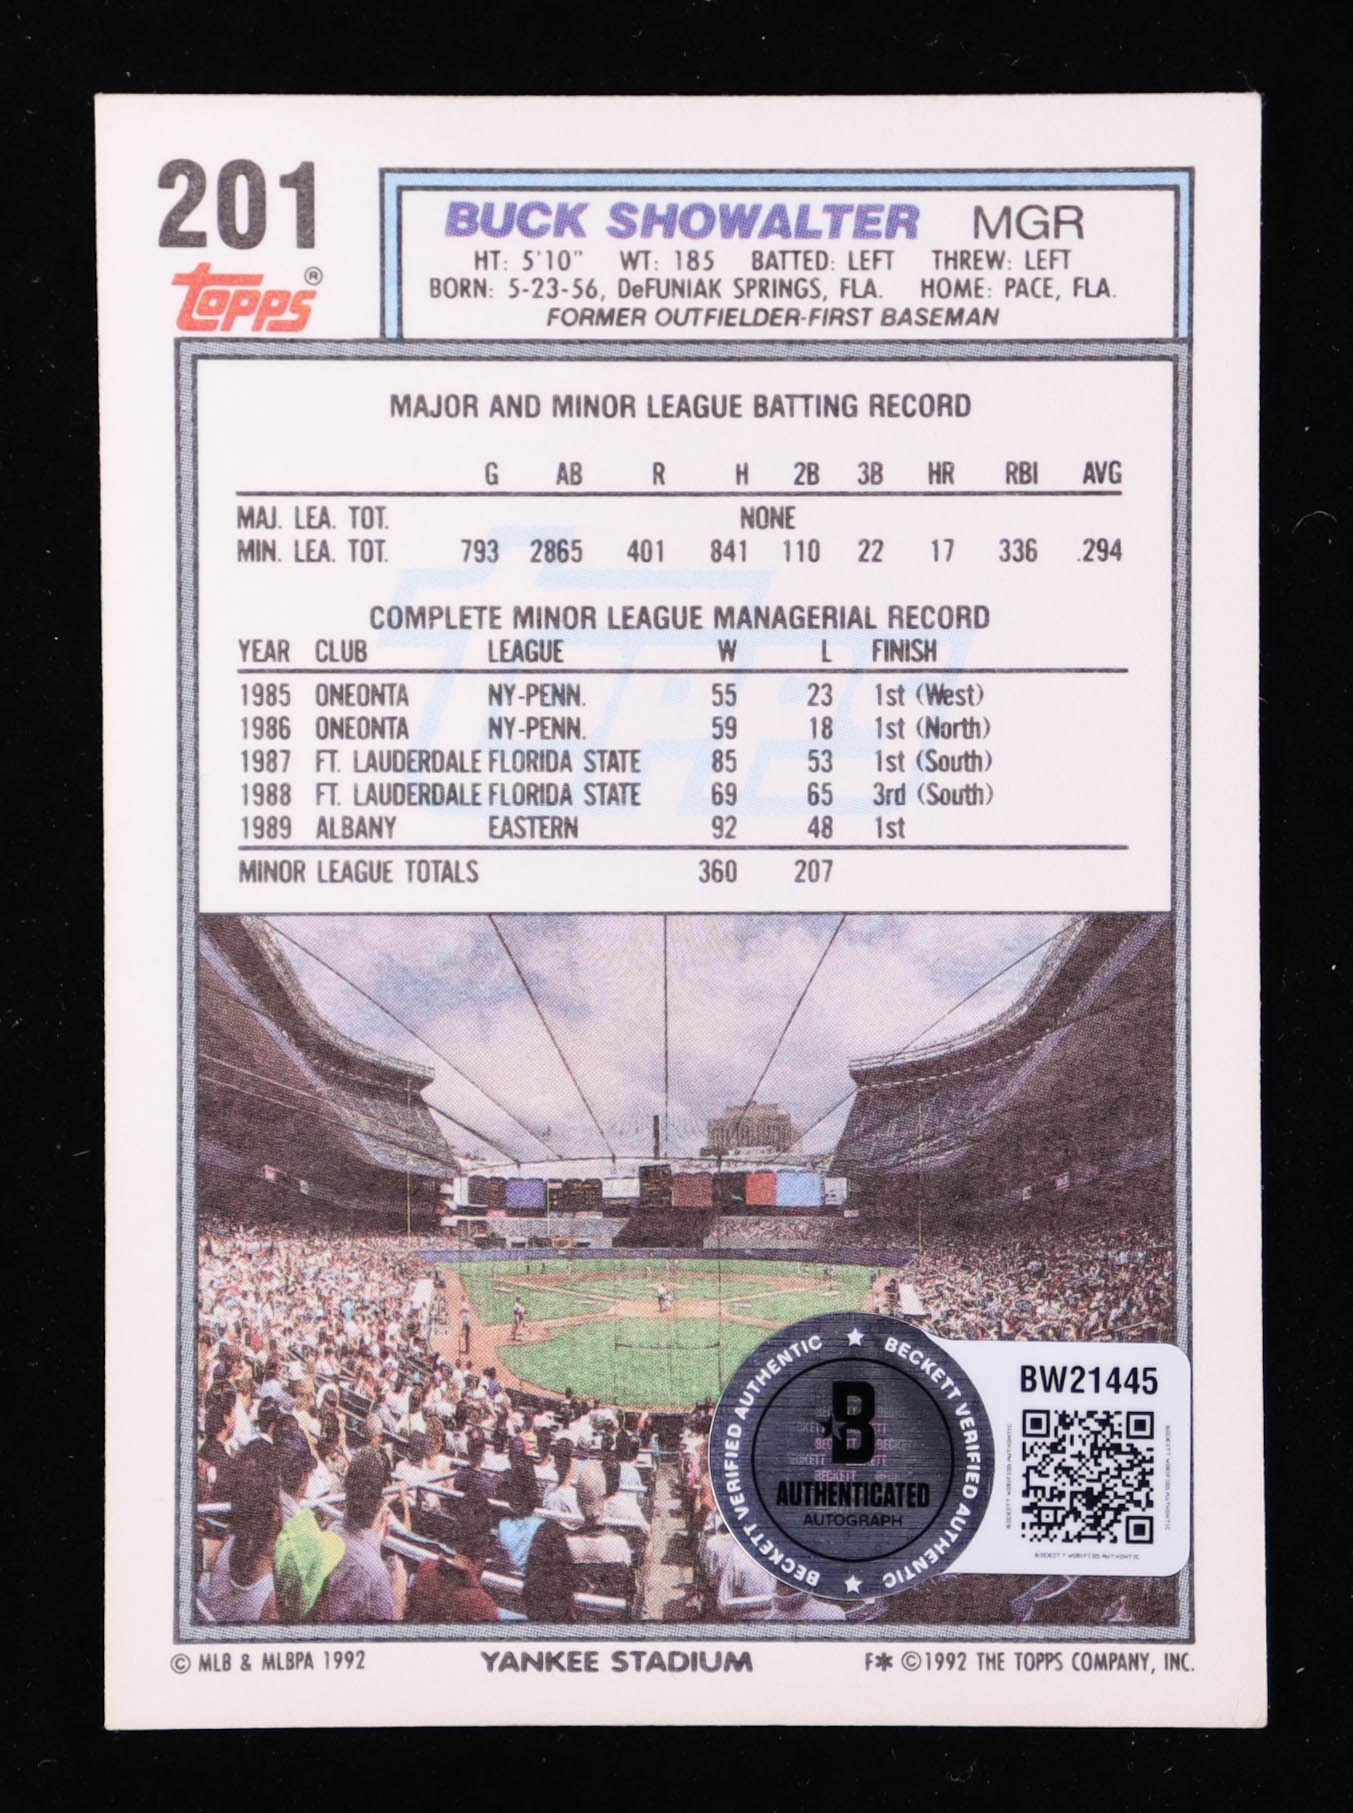 201
topps®
BUCK SHOWALTER MGR
HT: 5'10" WT: 185 BATTED: LEFT THREW: LEFT
BORN: 5-23-56, DeFUNIAK SPRINGS, FLA. HOME: PACE, FLA.
FORMER OUTFIELDER-FIRST BASEMAN
MAJOR AND MINOR LEAGUE BATTING RECORD
G AB R H 2B 3B HR RBI AVG
MAJ. LEA. TOT. NONE
MIN. LEA. TOT. 793 2865 401 841 110 22 17 336 .294
COMPLETE MINOR LEAGUE MANAGERIAL RECORD
YEAR CLUB LEAGUE W L FINISH
1985 ONEONTA NY-PENN. 55 23 1st (West)
1986 ONEONTA NY-PENN. 59 18 1st (North)
1987 FT. LAUDERDALE FLORIDA STATE 85 53 1st (South)
1988 FT. LAUDERDALE FLORIDA STATE 69 65 3rd (South)
1989 ALBANY EASTERN 92 48 1st
MINOR LEAGUE TOTALS 360 207
BECKETT VERIFIED AUTHENTIC ★ BECKETT VERIFIED AUTHENTIC ★
B
AUTHENTICATED
AUTOGRAPH
BW21445
BECKETT VERIFIED AUTHENTIC
© MLB & MLBPA 1992 YANKEE STADIUM F✱ ©1992 THE TOPPS COMPANY, INC.